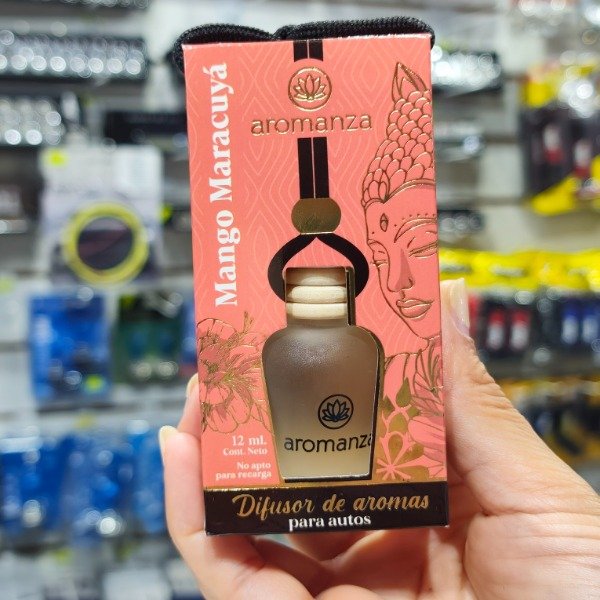 aromanza
Mango Maracuyá
aromanza
12 ml.
Cont. Neto
No apto
para recarga
Difusor de aromas
para autos